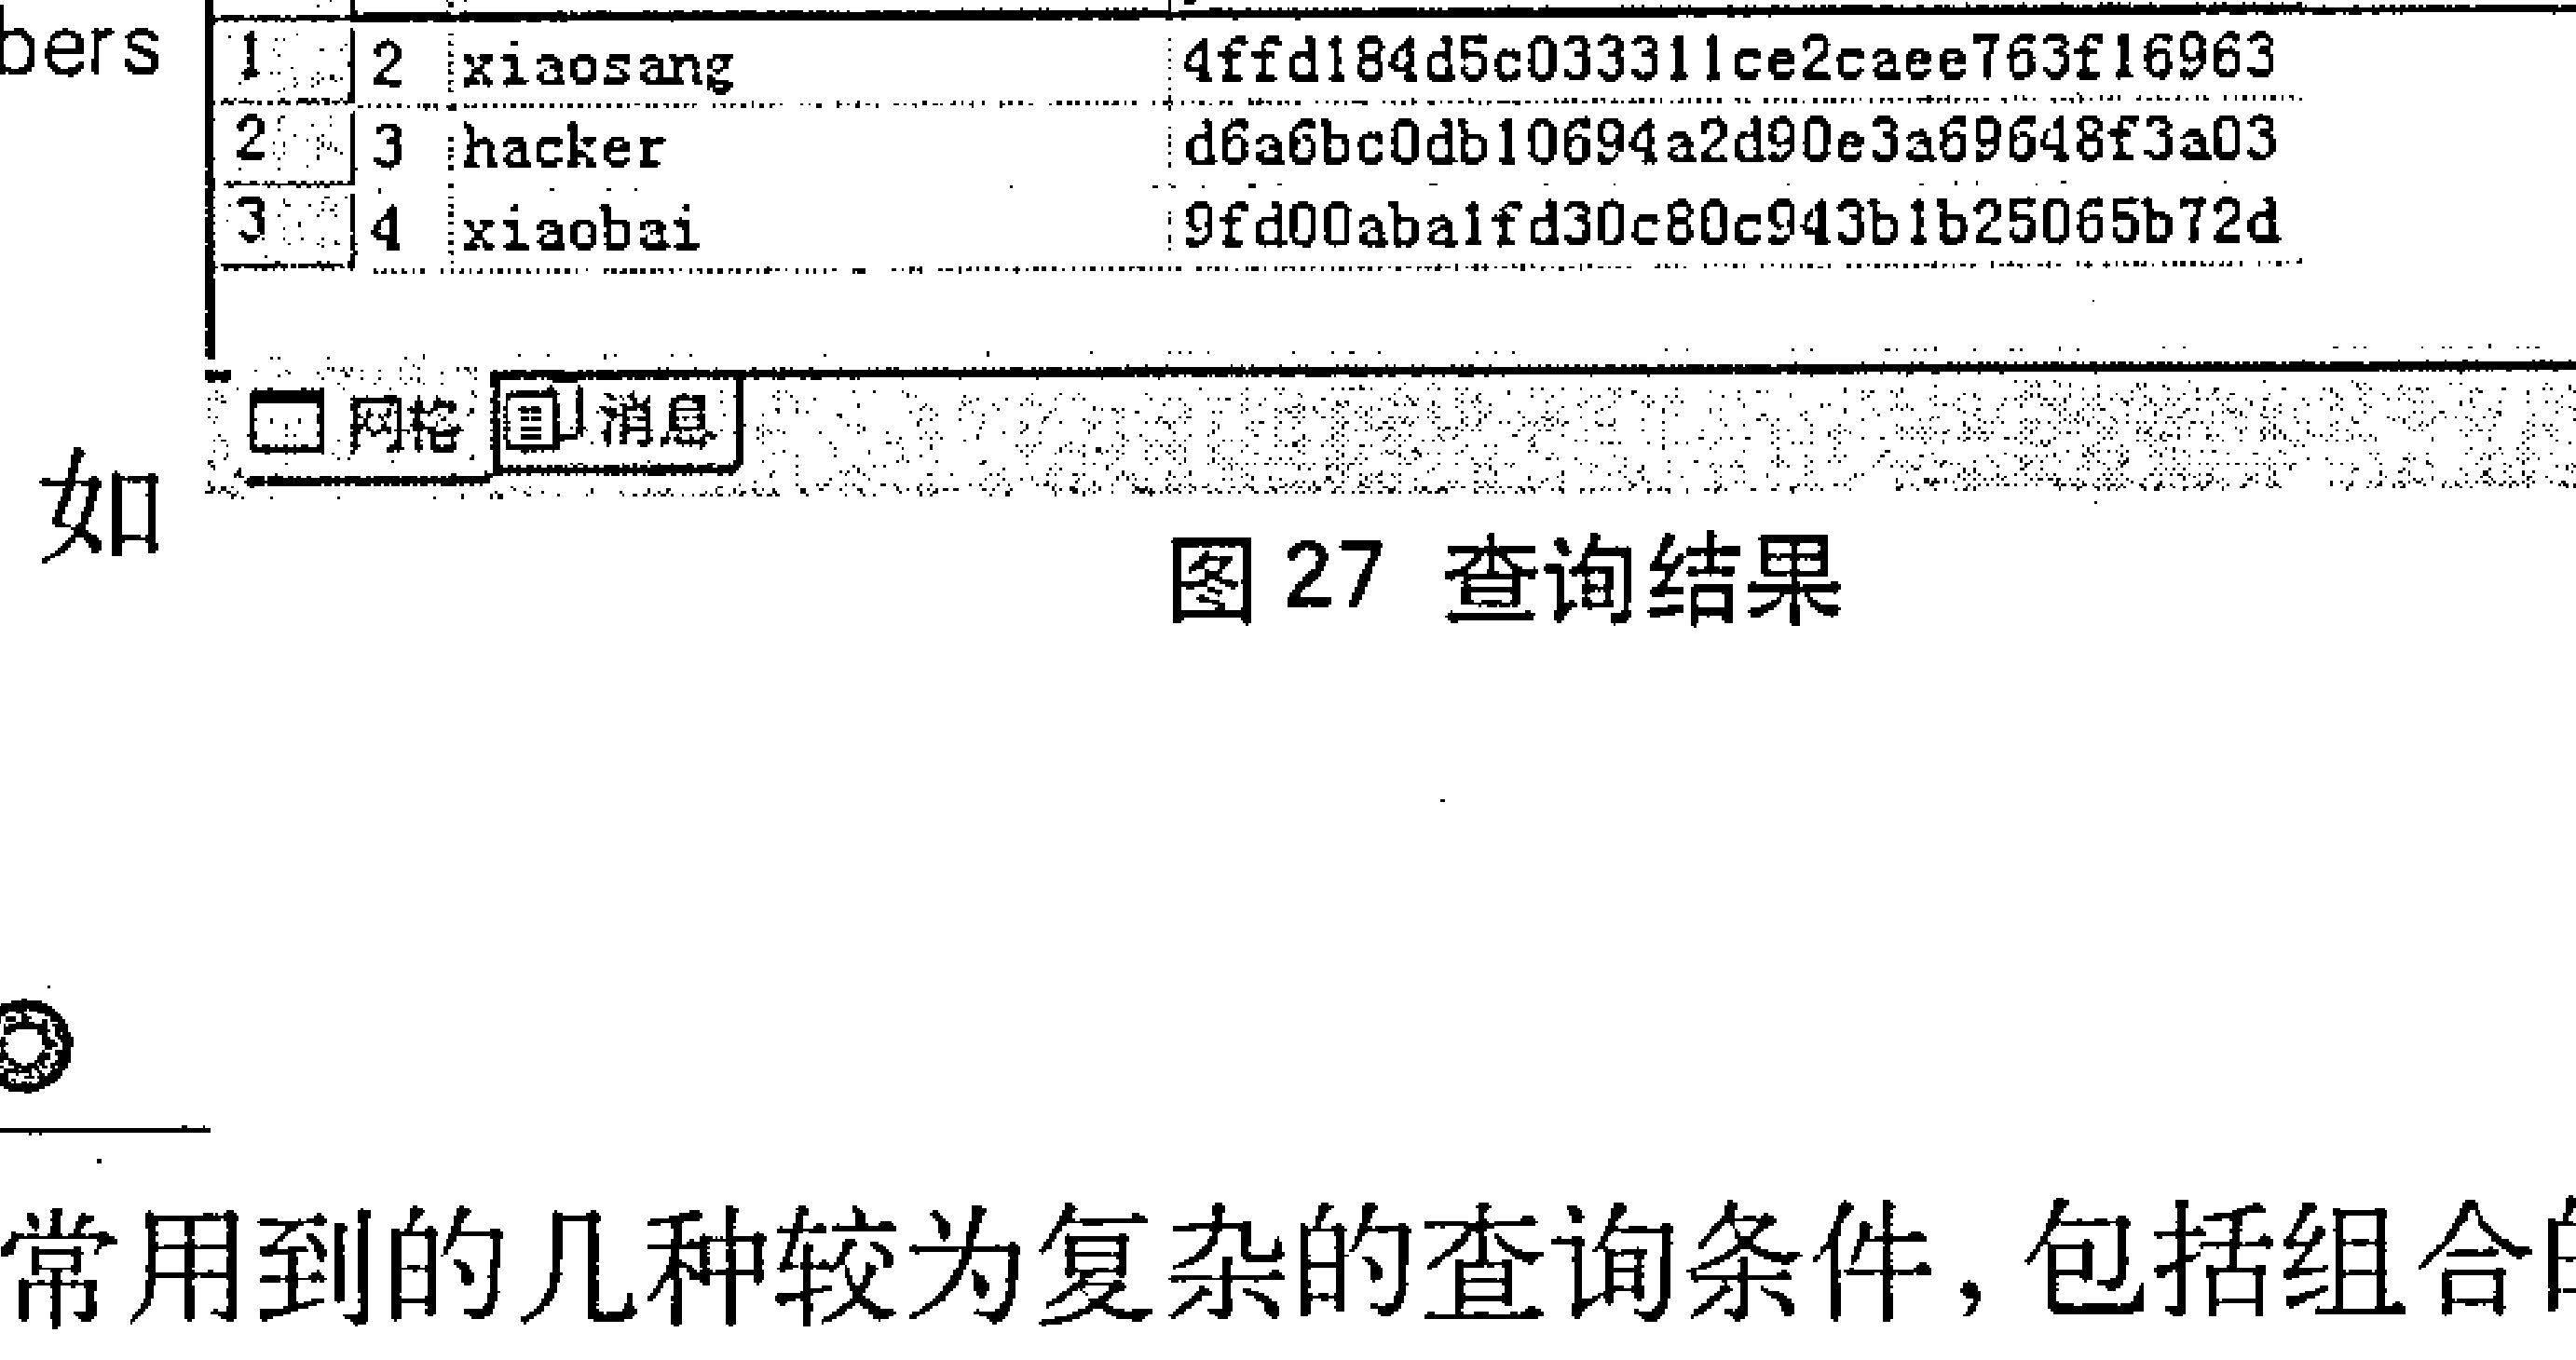 bers
1 2 xiaosang 4ffd184d5c033311ce2caee763f16963
2 3 hacker d6a6bc0db10694a2d90e3a69648f3a03
3 4 xiaobai 9fd00aba1fd30c80c943b1b25065b72d
网格 消息
如
图 27 查询结果
常用到的几种较为复杂的查询条件，包括组合的